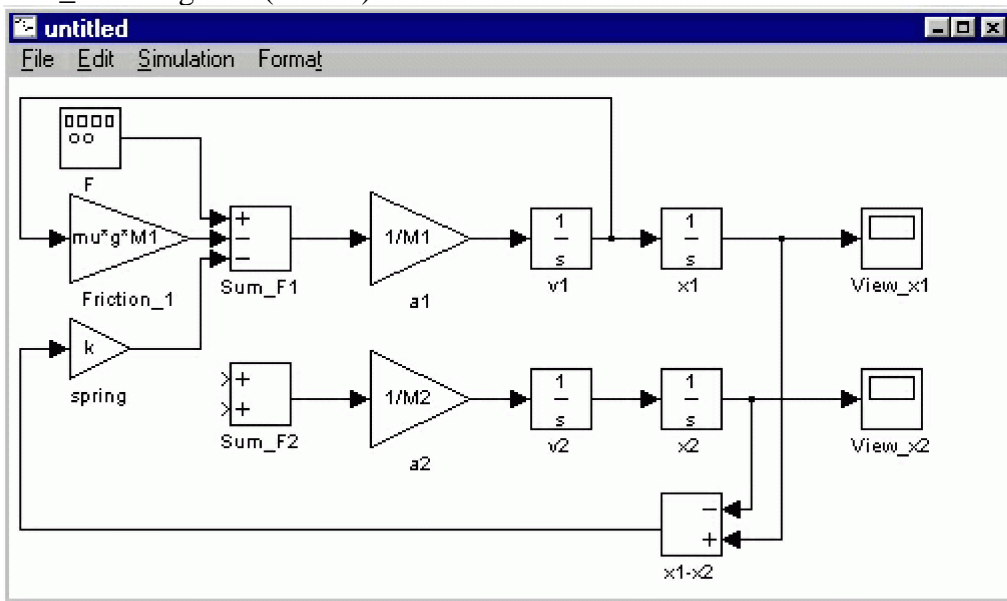 untitled
File Edit Simulation Format
F
mu*g*M1
Friction_1
+
−
−
Sum_F1
1/M1
a1
1
s
v1
1
s
x1
View_x1
k
spring
+
+
Sum_F2
1/M2
a2
1
s
v2
1
s
x2
View_x2
−
+
x1-x2